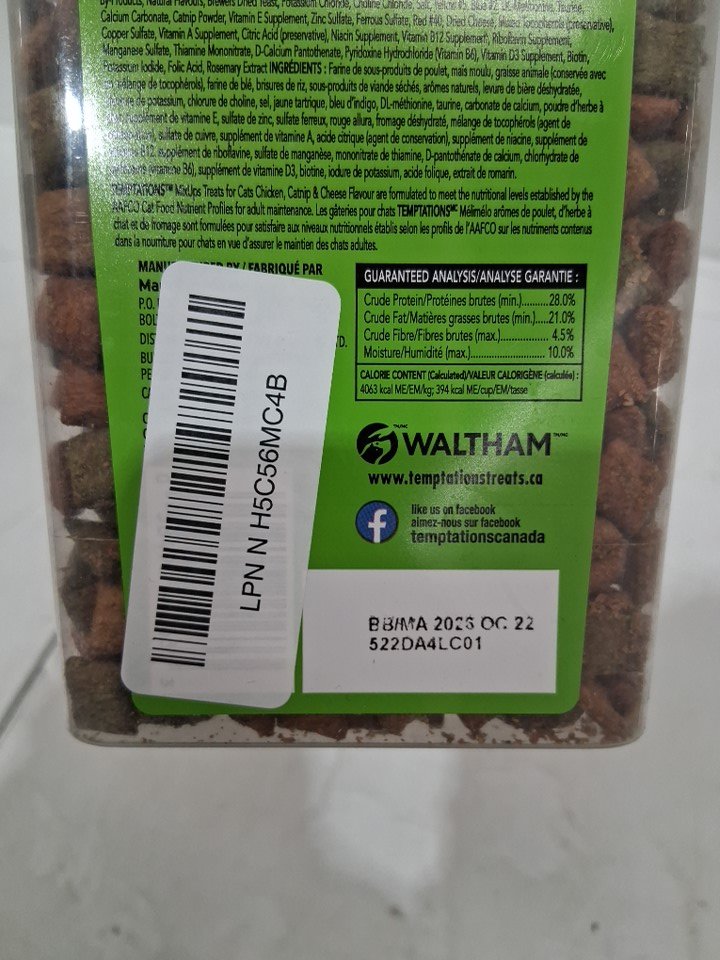 By-Products, Natural Flavours, Brewers Dried Yeast, Potassium Chloride, Choline Chloride, Salt, Yellow #5, Blue #2, DL-Methionine, Taurine,
Calcium Carbonate, Catnip Powder, Vitamin E Supplement, Zinc Sulfate, Ferrous Sulfate, Red #40, Dried Cheese, Mixed Tocopherols (preservative),
Copper Sulfate, Vitamin A Supplement, Citric Acid (preservative), Niacin Supplement, Vitamin B12 Supplement, Riboflavin Supplement,
Manganese Sulfate, Thiamine Mononitrate, D-Calcium Pantothenate, Pyridoxine Hydrochloride (Vitamin B6), Vitamin D3 Supplement, Biotin,
Potassium Iodide, Folic Acid, Rosemary Extract INGRÉDIENTS : Farine de sous-produits de poulet, maïs moulu, graisse animale (conservée avec
mélange de tocophérols), farine de blé, brisures de riz, sous-produits de viande séchés, arômes naturels, levure de bière déshydratée,
de potassium, chlorure de choline, sel, jaune tartrique, bleu d'indigo, DL-méthionine, taurine, carbonate de calcium, poudre d'herbe à
supplément de vitamine E, sulfate de zinc, sulfate ferreux, rouge allura, fromage déshydraté, mélange de tocophérols (agent de
sulfate de cuivre, supplément de vitamine A, acide citrique (agent de conservation), supplément de niacine, supplément de
B12, supplément de riboflavine, sulfate de manganèse, mononitrate de thiamine, D-pantothénate de calcium, chlorhydrate de
(vitamine B6), supplément de vitamine D3, biotine, iodure de potassium, acide folique, extrait de romarin.
TEMPTATIONS™ MixUps Treats for Cats Chicken, Catnip & Cheese Flavour are formulated to meet the nutritional levels established by the
AAFCO Cat Food Nutrient Profiles for adult maintenance. Les gâteries pour chats TEMPTATIONS MC Mélimélo arômes de poulet, d'herbe à
chat et de fromage sont formulées pour satisfaire aux niveaux nutritionnels établis selon les profils de l'AAFCO sur les nutriments contenus
dans la nourriture pour chats en vue d'assurer le maintien des chats adultes.
BY / FABRIQUÉ PAR
P.O.
GUARANTEED ANALYSIS/ANALYSE GARANTIE :
Crude Protein/Protéines brutes (min.)..........28.0%
Crude Fat/Matières grasses brutes (min.)....21.0%
Crude Fibre/Fibres brutes (max.)............... 4.5%
Moisture/Humidité (max.)........................ 10.0%
CALORIE CONTENT (Calculated)/VALEUR CALORIGÈNE (calculée) :
4063 kcal ME/EM/kg; 394 kcal ME/cup/EM/tasse
LPN N H5C56MC4B
WALTHAM TM/MC
www.temptationstreats.ca
f
like us on facebook
aimez-nous sur facebook
temptationscanada
BB/MA 2026 OC 22
522DA4LC01